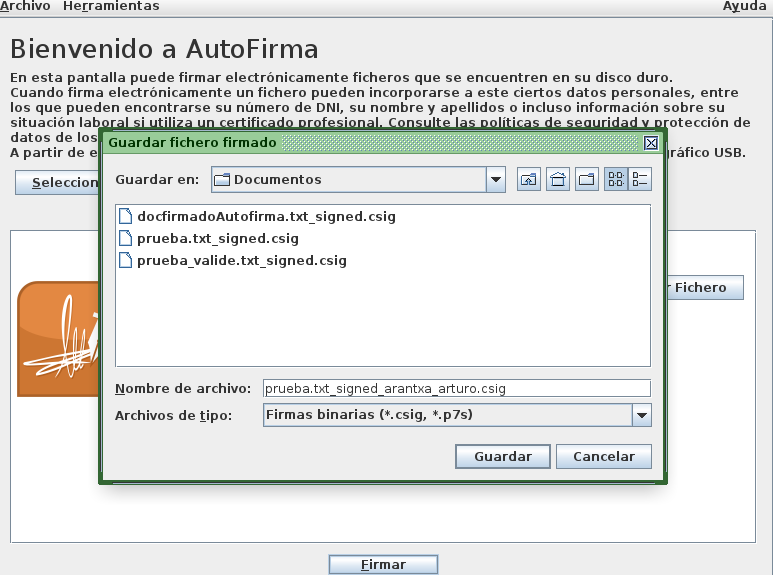 Archivo Herramientas Ayuda
Bienvenido a AutoFirma
En esta pantalla puede firmar electrónicamente ficheros que se encuentren en su disco duro.
Cuando firma electrónicamente un fichero pueden incorporarse a este ciertos datos personales, entre
los que pueden encontrarse su número de DNI, su nombre y apellidos o incluso información sobre su
situación laboral si utiliza un certificado profesional. Consulte las políticas de seguridad y protección de
datos de los
A partir de e ráfico USB.
Guardar fichero firmado
Seleccion
Guardar en: Documentos
docfirmadoAutofirma.txt_signed.csig
prueba.txt_signed.csig
prueba_valide.txt_signed.csig
r Fichero
Nombre de archivo: prueba.txt_signed_arantxa_arturo.csig
Archivos de tipo: Firmas binarias (*.csig, *.p7s)
Guardar Cancelar
Firmar